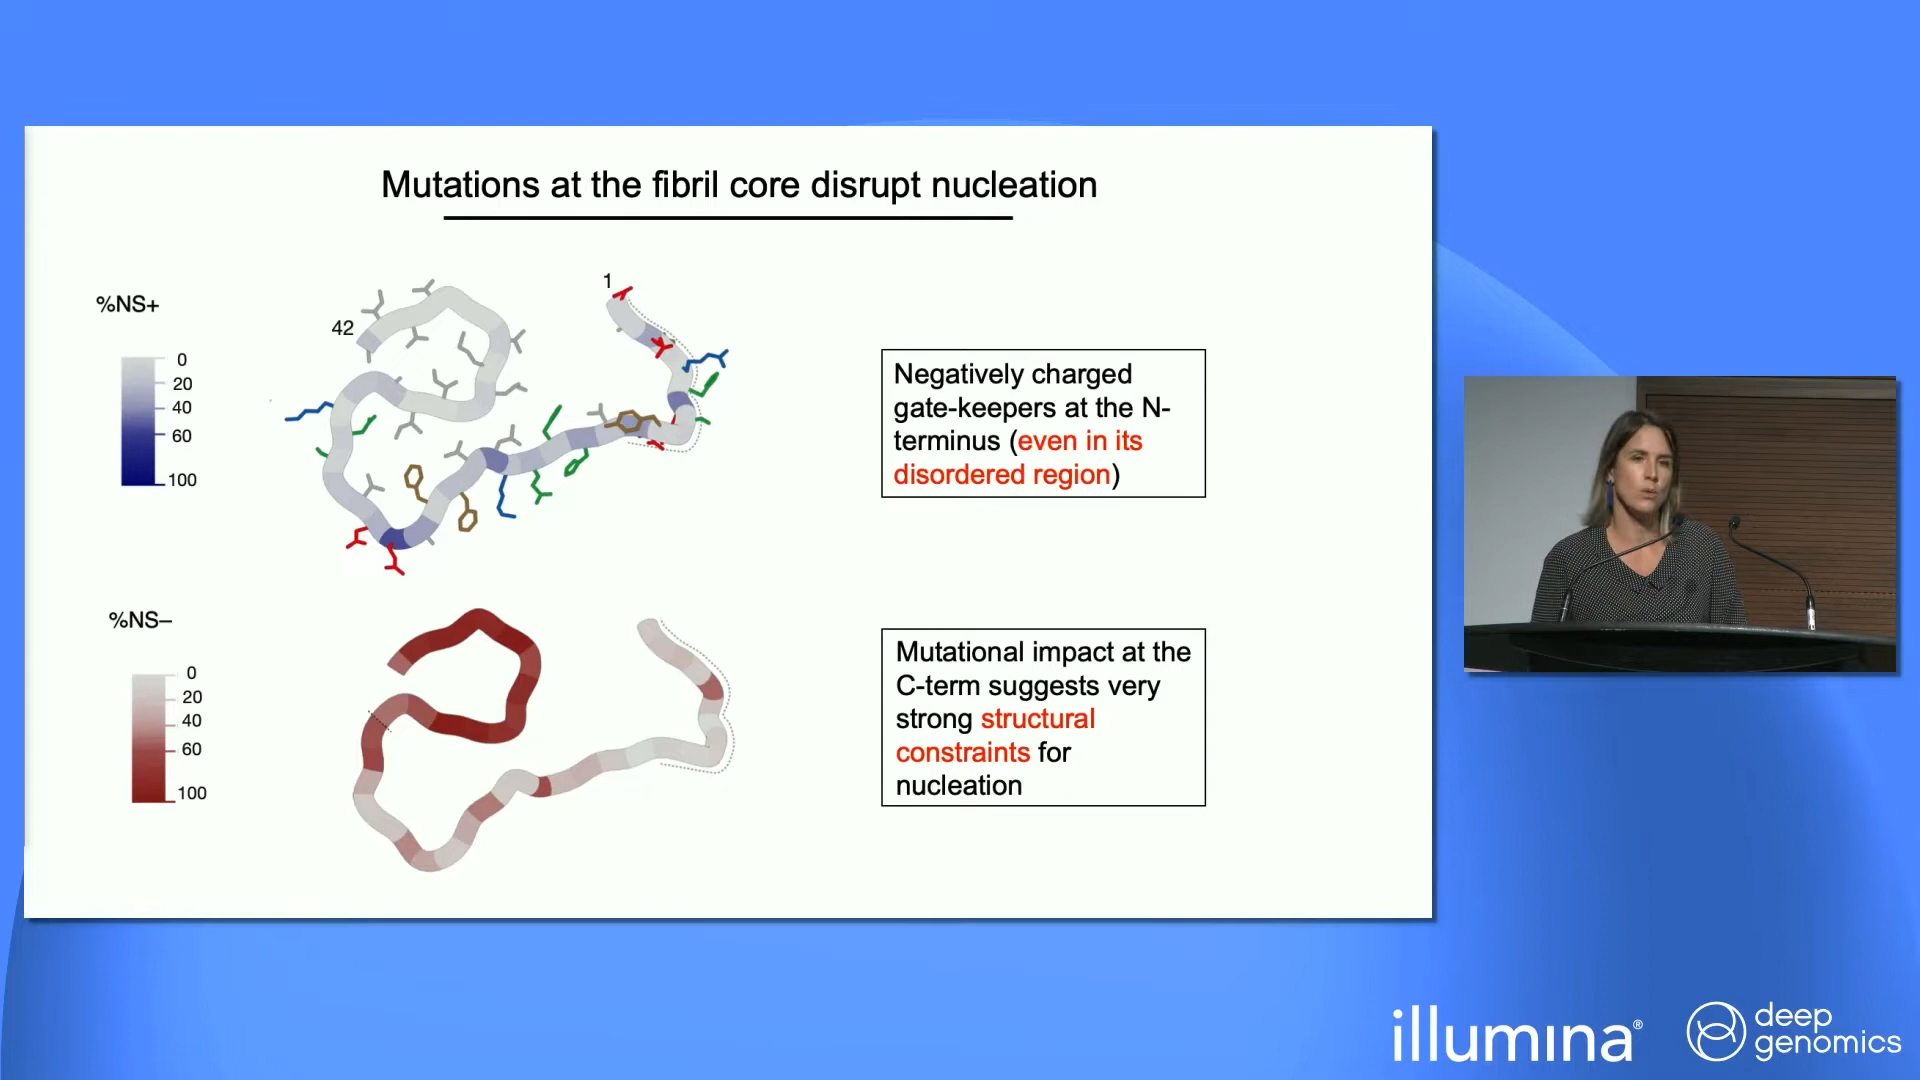 Mutations at the fibril core disrupt nucleation
%NS+
0
20
40
60
100
42
1
Negatively charged
gate-keepers at the N-
terminus (even in its
disordered region)
%NS–
0
20
40
60
100
Mutational impact at the
C-term suggests very
strong structural
constraints for
nucleation
illumına®
deep
genomics